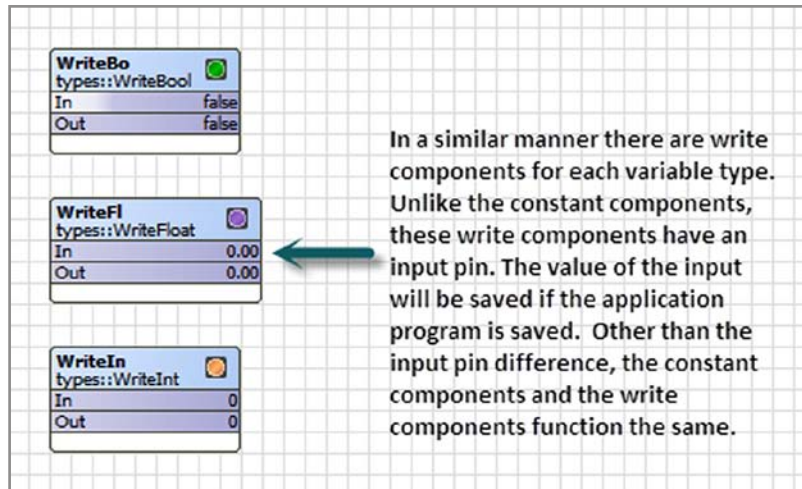 WriteBo
types::WriteBool
In false
Out false
WriteFl
types::WriteFloat
In 0.00
Out 0.00
WriteIn
types::WriteInt
In 0
Out 0
In a similar manner there are write
components for each variable type.
Unlike the constant components,
these write components have an
input pin. The value of the input
will be saved if the application
program is saved.  Other than the
input pin difference, the constant
components and the write
components function the same.